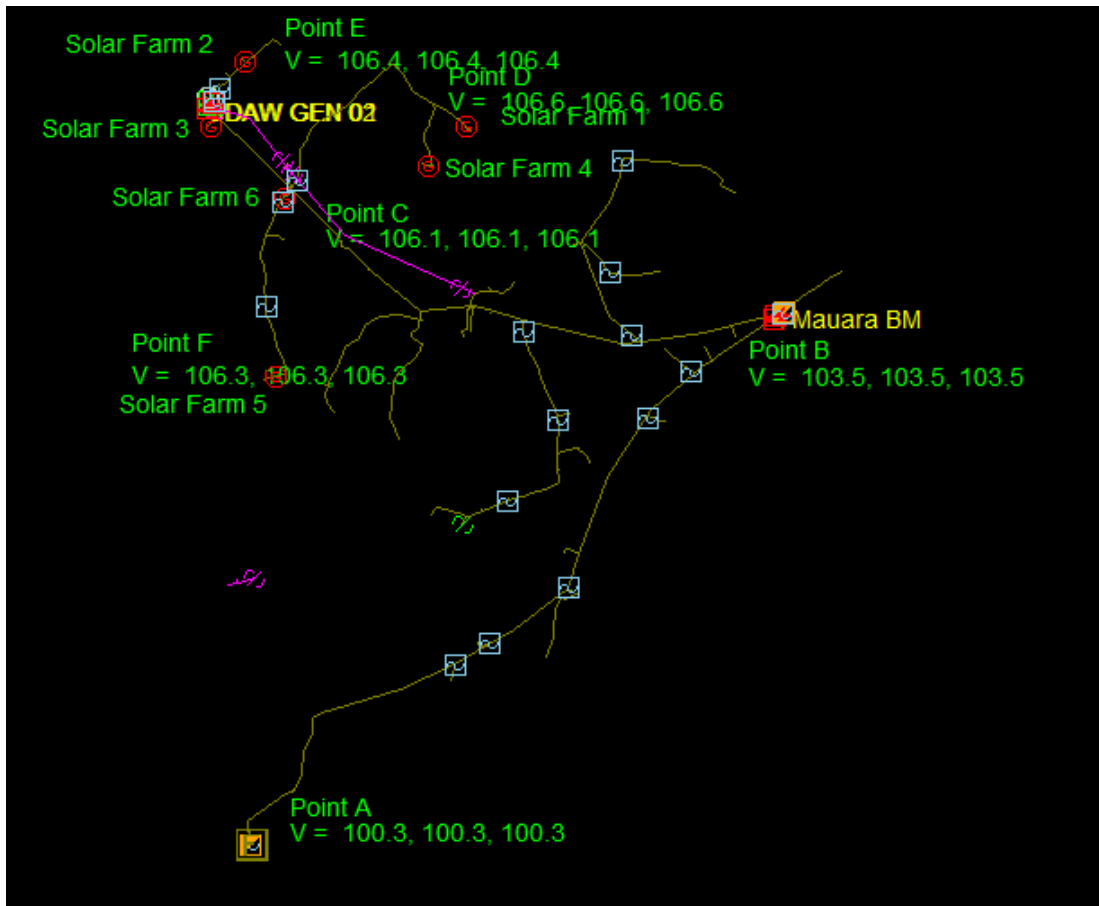 Point E
Solar Farm 2
V = 106.4, 106.4, 106.4
Point D
V = 106.6, 106.6, 106.6
DAW GEN 02
Solar Farm 1
Solar Farm 3
Solar Farm 4
Solar Farm 6
Point C
V = 106.1, 106.1, 106.1
Mauara BM
Point F
Point B
V = 106.3, 106.3, 106.3
V = 103.5, 103.5, 103.5
Solar Farm 5
Point A
V = 100.3, 100.3, 100.3